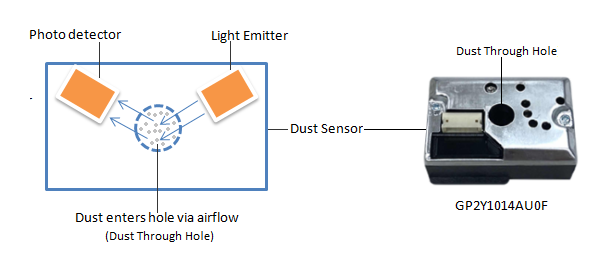 Photo detector
Light Emitter
Dust Through Hole
Dust Sensor
Dust enters hole via airflow
(Dust Through Hole)
GP2Y1014AU0F